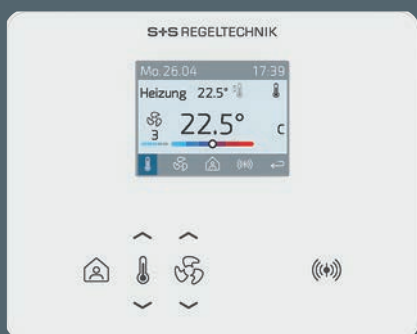 S+S REGELTECHNIK
Mo. 26.04 17:39
Heizung 22.5°
22.5° C
3